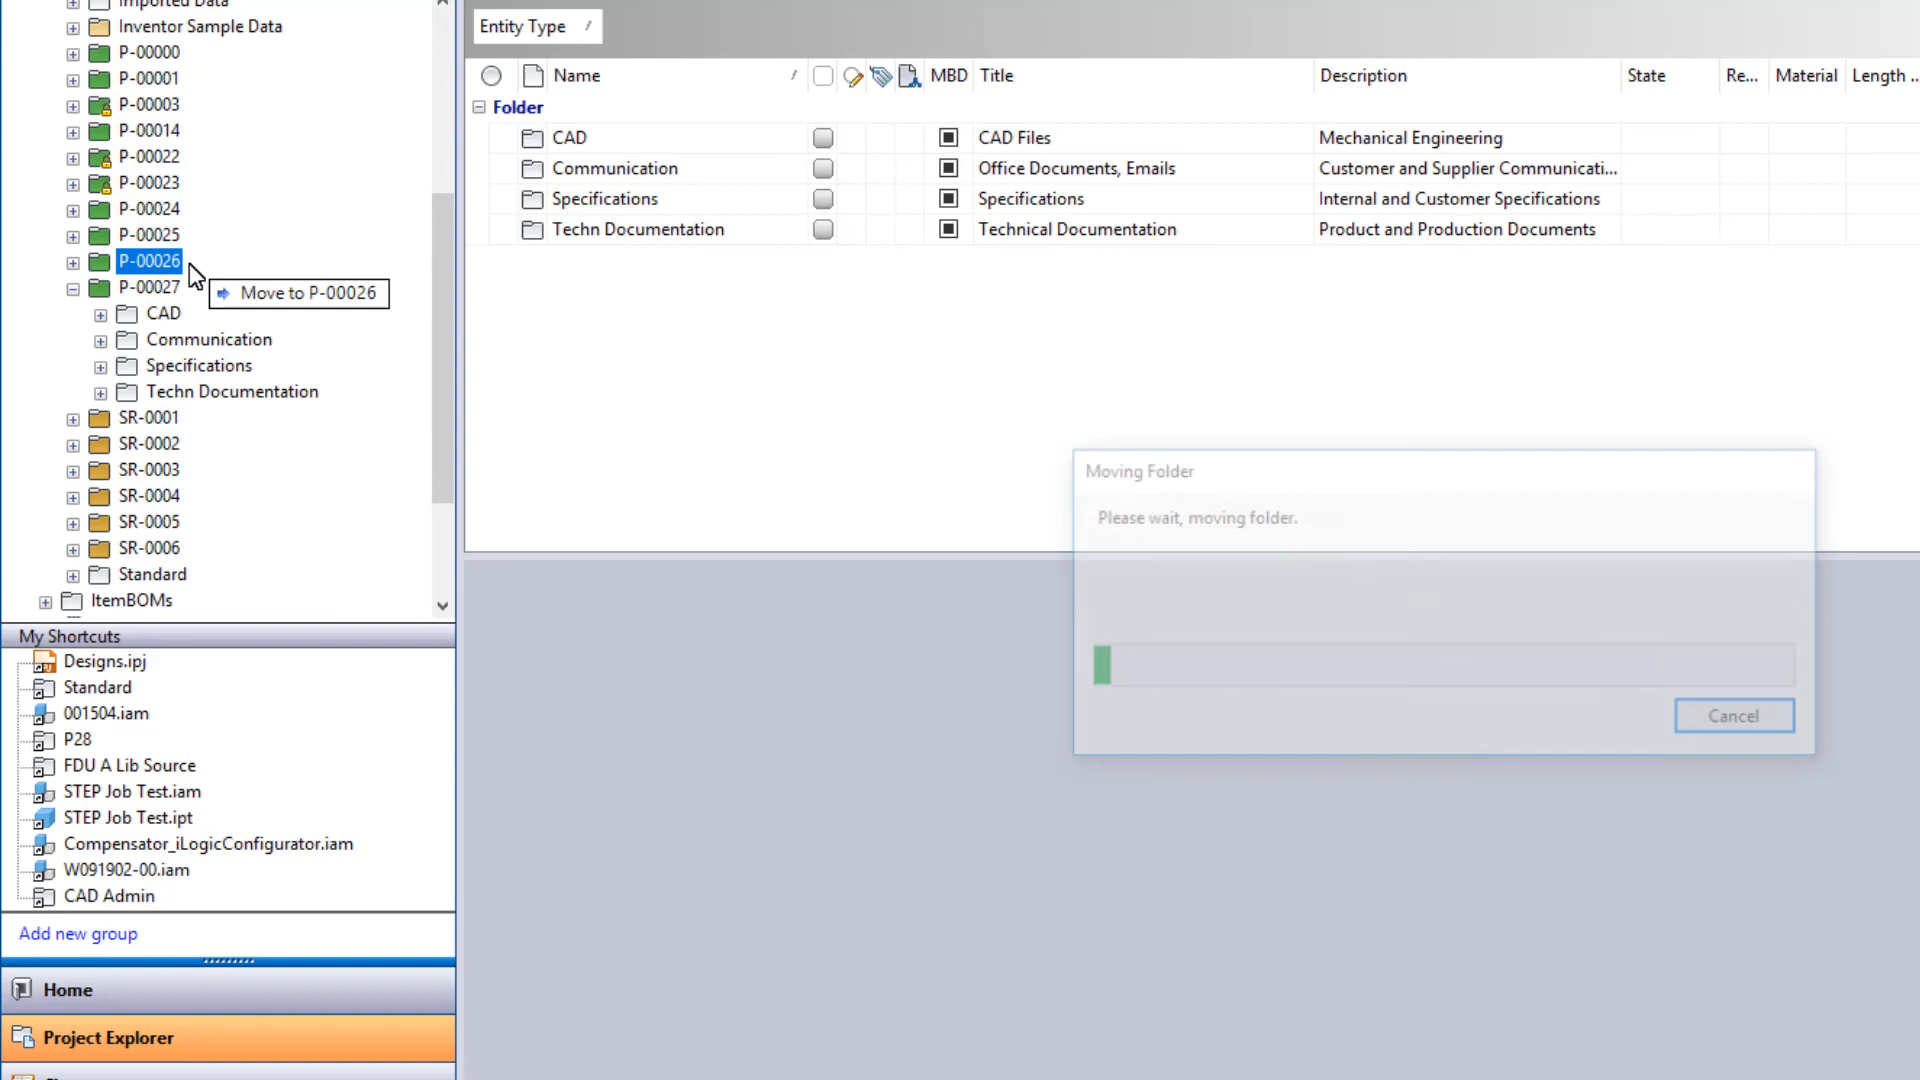 Imported Data
Inventor Sample Data
P-00000
P-00001
P-00003
P-00014
P-00022
P-00023
P-00024
P-00025
P-00026
P-00027
Move to P-00026
CAD
Communication
Specifications
Techn Documentation
SR-0001
SR-0002
SR-0003
SR-0004
SR-0005
SR-0006
Standard
ItemBOMs
My Shortcuts
Designs.ipj
Standard
001504.iam
P28
FDU A Lib Source
STEP Job Test.iam
STEP Job Test.ipt
Compensator_iLogicConfigurator.iam
W091902-00.iam
CAD Admin
Add new group
Home
Project Explorer
Entity Type /
Name / MBD Title Description State Re... Material Length ..
Folder
CAD CAD Files Mechanical Engineering
Communication Office Documents, Emails Customer and Supplier Communicati...
Specifications Specifications Internal and Customer Specifications
Techn Documentation Technical Documentation Product and Production Documents
Moving Folder
Please wait, moving folder.
Cancel